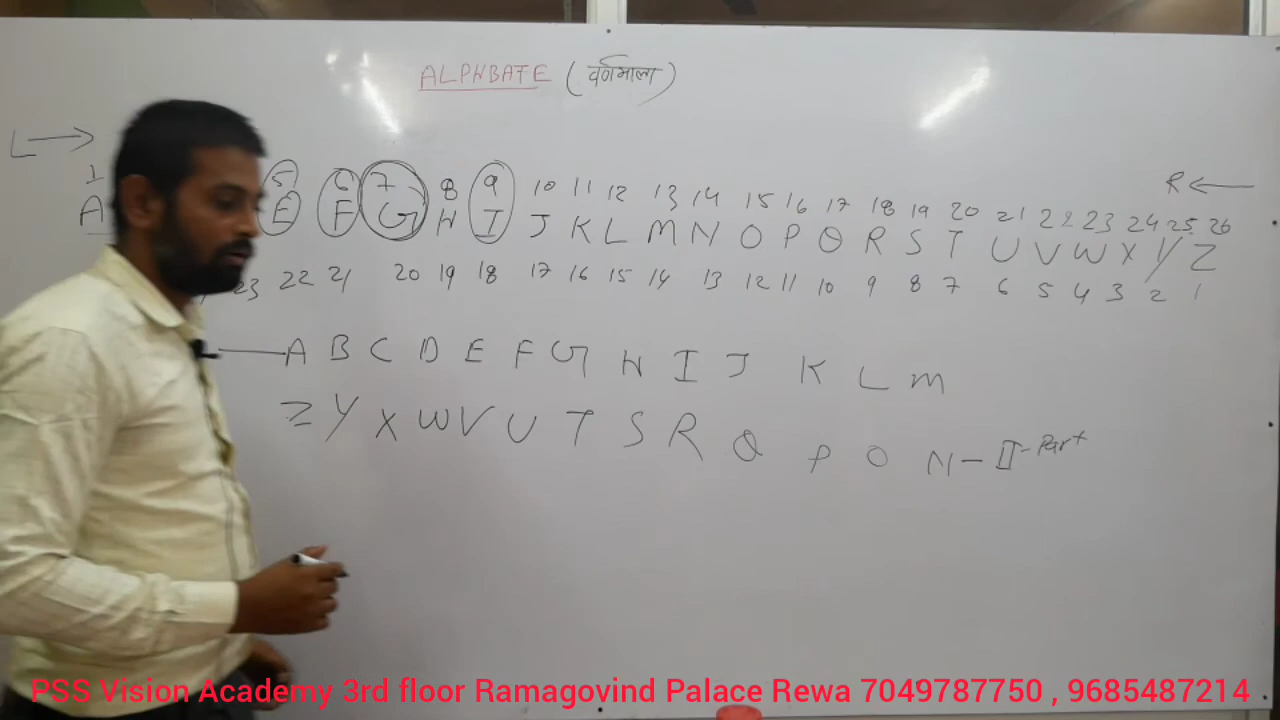 ALPHBATE (वर्णमाला)
L →
R ←
1 5 6 7 8 9 10 11 12 13 14 15 16 17 18 19 20 21 22 23 24 25 26
A E F G H I J K L M N O P Q R S T U V W X Y Z
23 22 21 20 19 18 17 16 15 14 13 12 11 10 9 8 7 6 5 4 3 2 1
A B C D E F G H I J K L M
Z Y X W V U T S R Q P O N - II - Part
PSS Vision Academy 3rd floor Ramagovind Palace Rewa 7049787750 , 9685487214